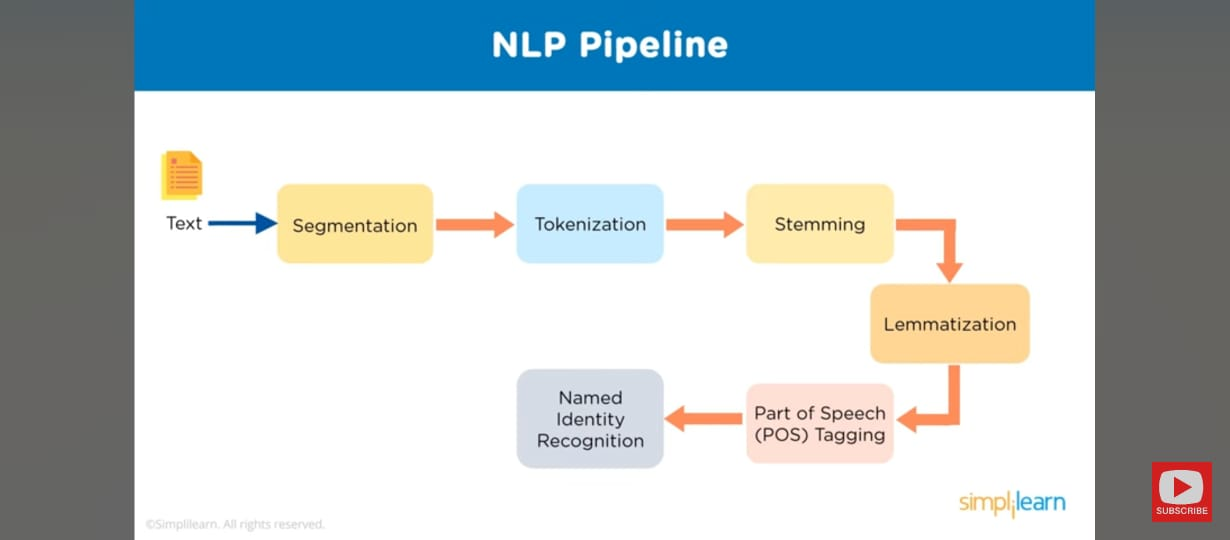 NLP Pipeline
Text
Segmentation
Tokenization
Stemming
Lemmatization
Part of Speech
(POS) Tagging
Named
Identity
Recognition
simplilearn
©Simplilearn. All rights reserved.
SUBSCRIBE